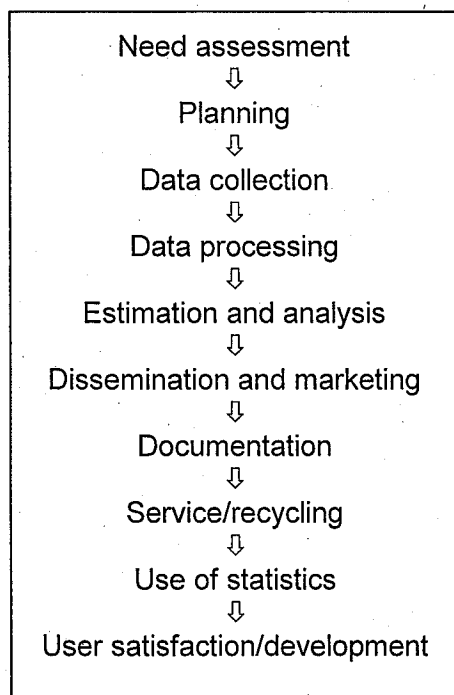 Need assessment
⇩
Planning
⇩
Data collection
⇩
Data processing
⇩
Estimation and analysis
⇩
Dissemination and marketing
⇩
Documentation
⇩
Service/recycling
⇩
Use of statistics
⇩
User satisfaction/development